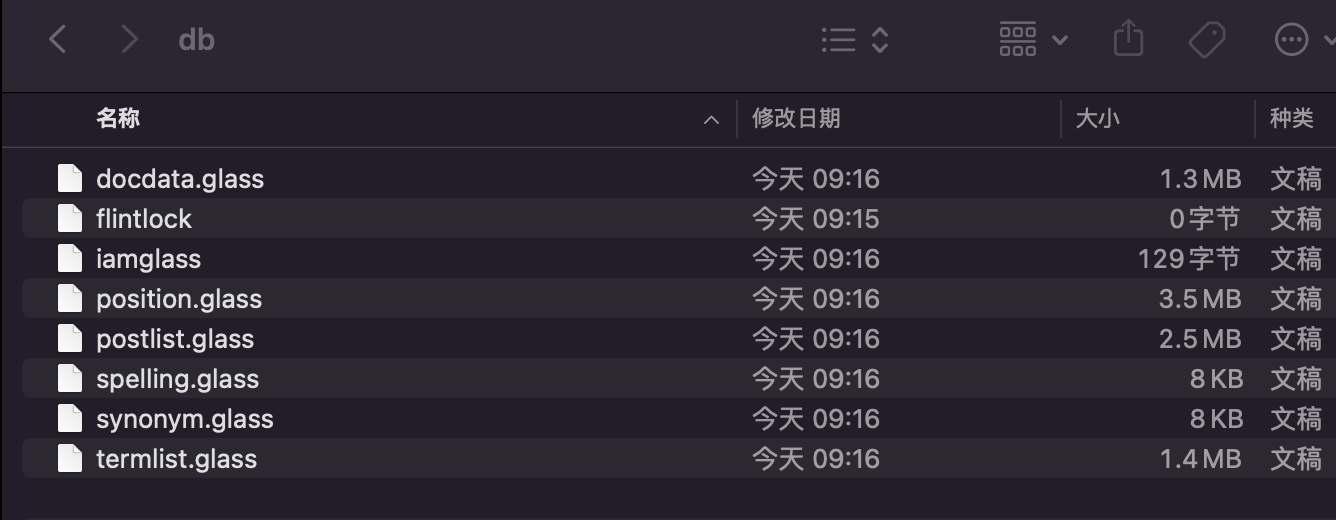 db
名称 修改日期 大小 种类
docdata.glass 今天 09:16 1.3 MB 文稿
flintlock 今天 09:15 0 字节 文稿
iamglass 今天 09:16 129 字节 文稿
position.glass 今天 09:16 3.5 MB 文稿
postlist.glass 今天 09:16 2.5 MB 文稿
spelling.glass 今天 09:16 8 KB 文稿
synonym.glass 今天 09:16 8 KB 文稿
termlist.glass 今天 09:16 1.4 MB 文稿